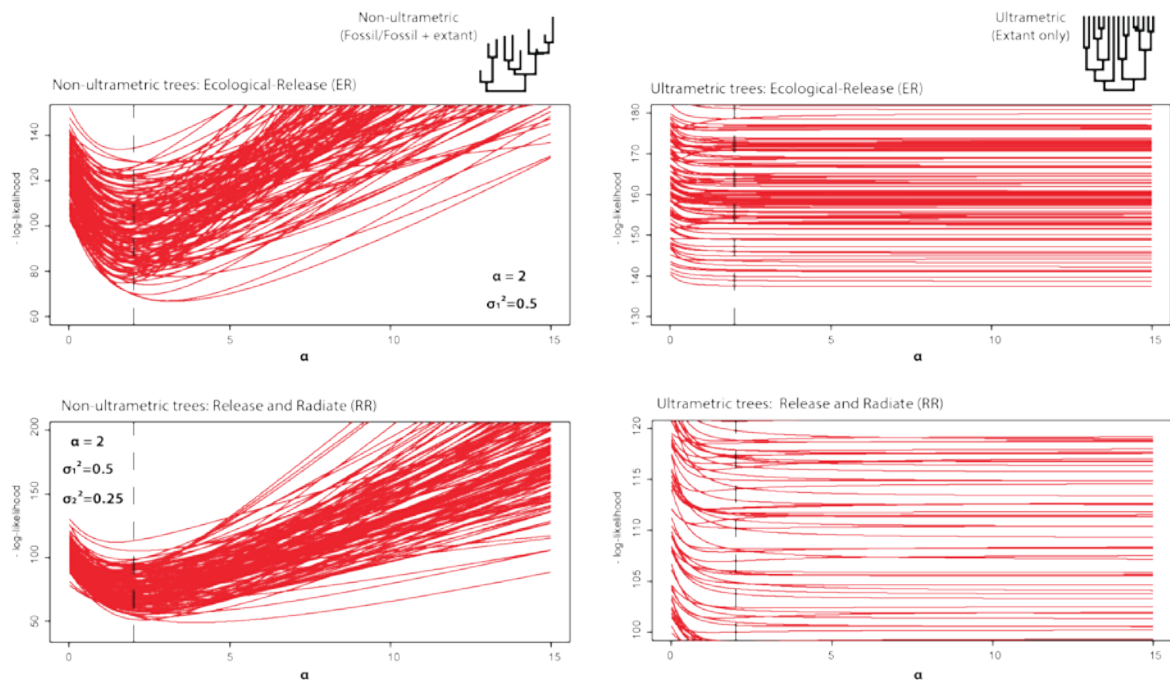 Non-ultrametric
(Fossil/Fossil + extant)
Ultrametric
(Extant only)
Non-ultrametric trees: Ecological-Release (ER)
- log-likelihood
140
120
100
80
60
α = 2
σ₁²=0.5
0
5
10
15
α
Ultrametric trees: Ecological-Release (ER)
- log-likelihood
180
170
160
150
140
130
0
5
10
15
α
Non-ultrametric trees: Release and Radiate (RR)
- log-likelihood
200
150
100
50
α = 2
σ₁²=0.5
σ₂²=0.25
0
5
10
15
α
Ultrametric trees: Release and Radiate (RR)
- log-likelihood
120
115
110
105
100
0
5
10
15
α